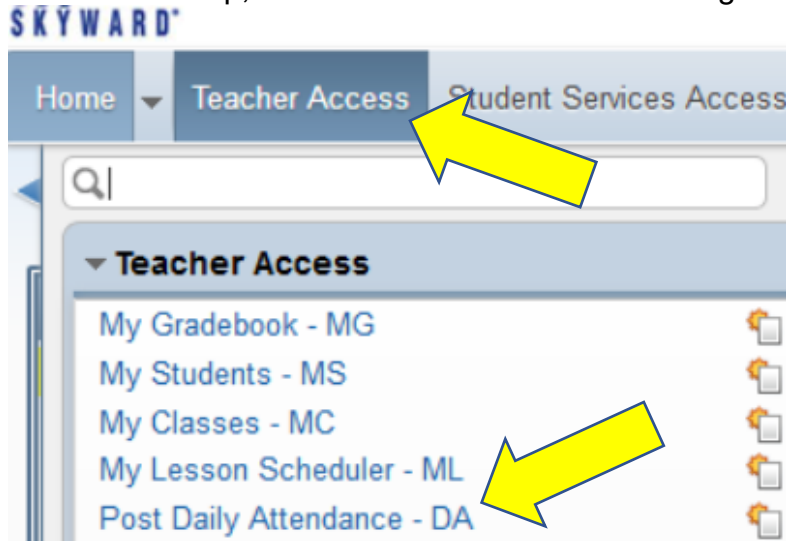 SKYWARD
Home Teacher Access Student Services Access
Teacher Access
My Gradebook - MG
My Students - MS
My Classes - MC
My Lesson Scheduler - ML
Post Daily Attendance - DA